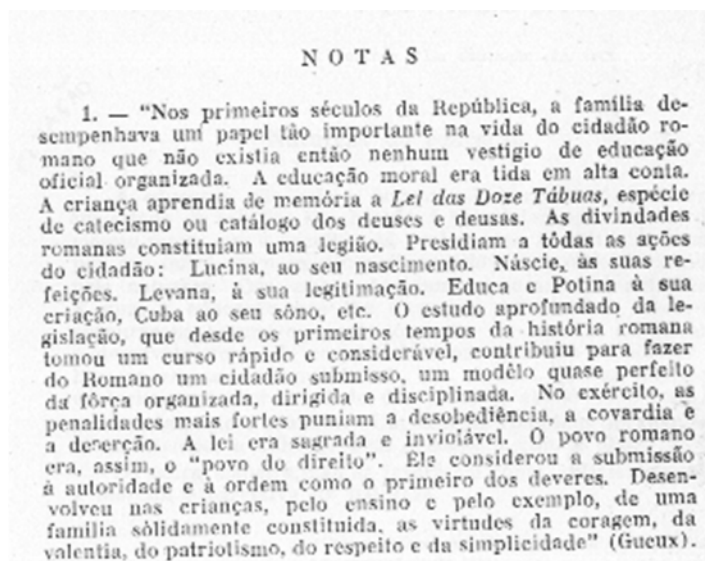 NOTAS
1. — "Nos primeiros séculos da República, a família de-
sempenhava um papel tão importante na vida do cidadão ro-
mano que não existia então nenhum vestígio de educação
oficial organizada. A educação moral era tida em alta conta.
A criança aprendia de memória a Lei das Doze Tábuas, espécie
de catecismo ou catálogo dos deuses e deusas. As divindades
romanas constituiam uma legião. Presidiam a tôdas as ações
do cidadão: Lucina, ao seu nascimento. Náscie, às suas re-
feições. Levana, à sua legitimação. Educa e Potina à sua
criação, Cuba ao seu sôno, etc. O estudo aprofundado da le-
gislação, que desde os primeiros tempos da história romana
tomou um curso rápido e considerável, contribuiu para fazer
do Romano um cidadão submisso, um modêlo quase perfeito
da fôrça organizada, dirigida e disciplinada. No exército, as
penalidades mais fortes puniam a desobediência, a covardia e
a deserção. A lei era sagrada e inviolável. O povo romano
era, assim, o "povo do direito". Êle considerou a submissão
à autoridade e à ordem como o primeiro dos deveres. Desen-
volveu nas crianças, pelo ensino e pelo exemplo, de uma
família sòlidamente constituida, as virtudes da coragem, da
valentia, do patriotismo, do respeito e da simplicidade" (Gueux).